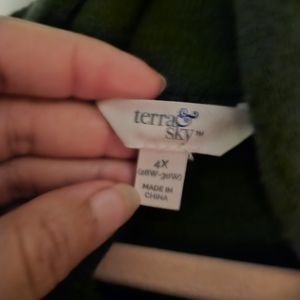 terra&
sky™
4X
(28W-30W)
MADE IN
CHINA